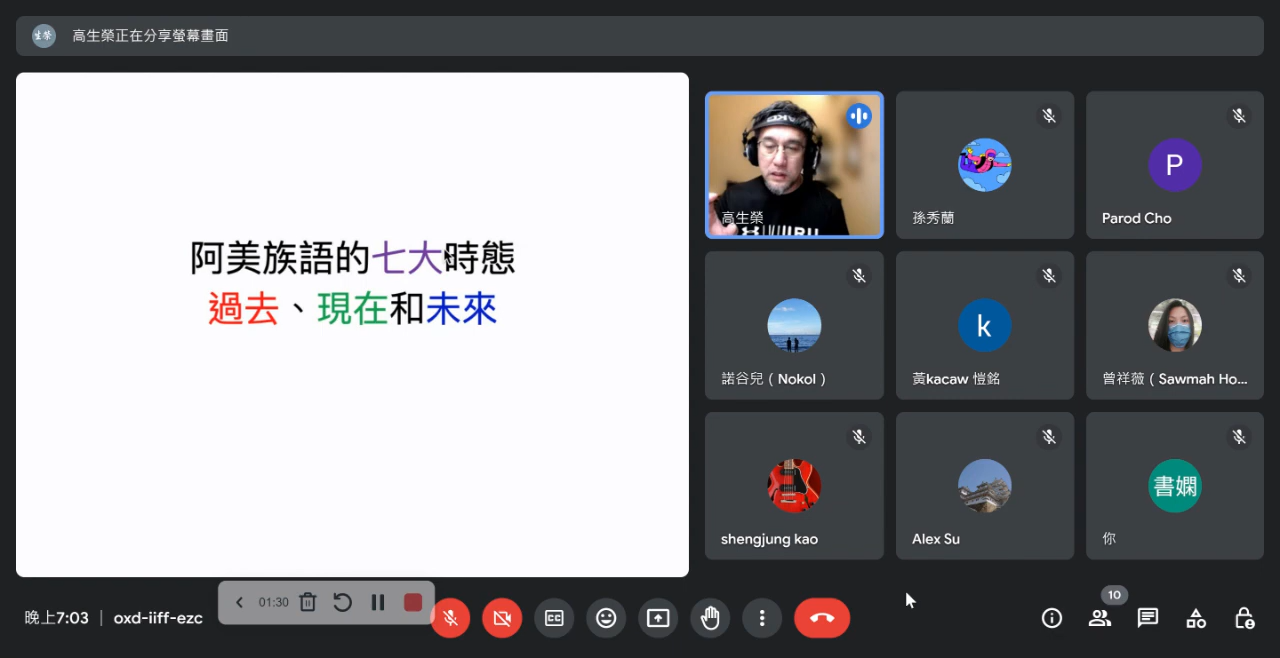 生榮
高生榮正在分享螢幕畫面
阿美族語的七大時態
過去、現在和未來
高生榮
孫秀蘭
P
Parod Cho
諾谷兒 ( Nokol )
k
黃kacaw 愷銘
曾祥薇 ( Sawmah Ho...
shengjung kao
Alex Su
書嫻
你
晚上7:03 | oxd-iiff-ezc
01:30
CC
10